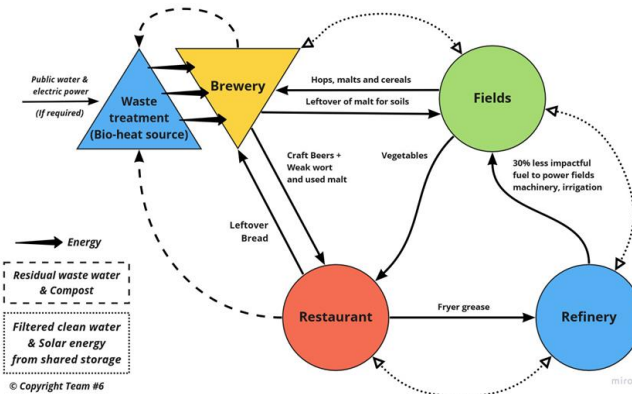 Public water &
electric power
(If required)
Waste
treatment
(Bio-heat source)
Brewery
Hops, malts and cereals
Leftover of malt for soils
Fields
Craft Beers +
Weak wort
and used malt
Vegetables
30% less impactful
fuel to power fields
machinery, irrigation
Leftover
Bread
Energy
Residual waste water
& Compost
Filtered clean water
& Solar energy
from shared storage
Restaurant
Fryer grease
Refinery
© Copyright Team #6
miro